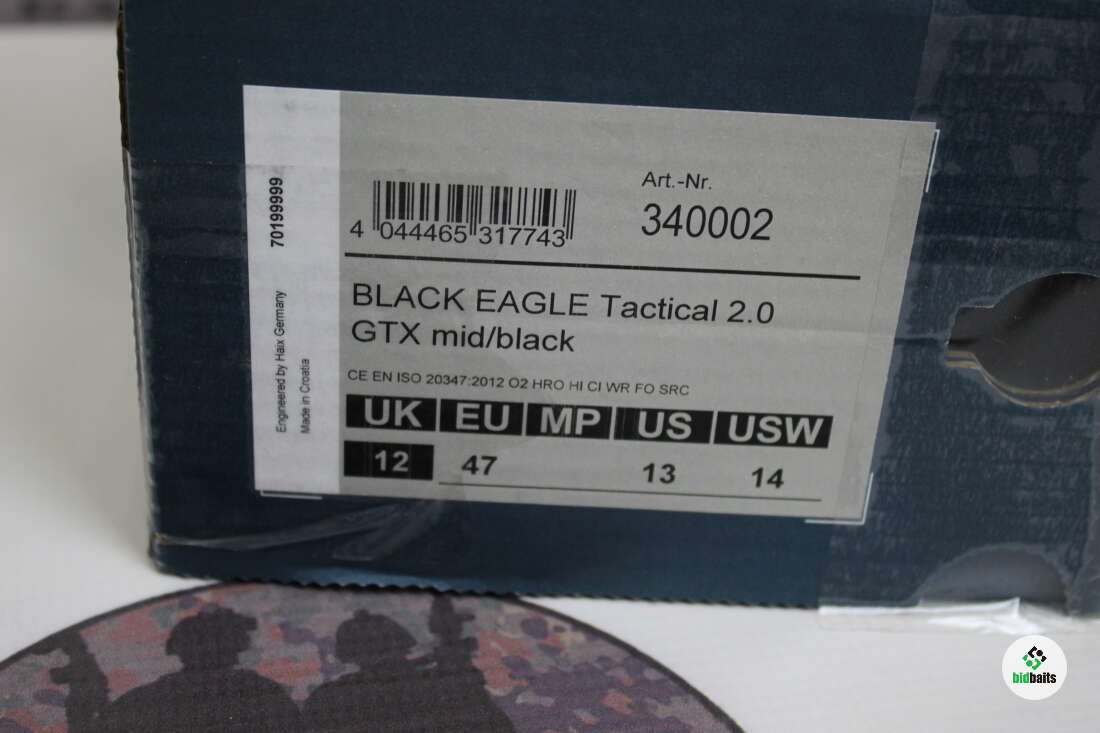 70199999
Engineered by Haix Germany
Made in Croatia
4 044465 317743
Art.-Nr.
340002
BLACK EAGLE Tactical 2.0
GTX mid/black
CE EN ISO 20347:2012 O2 HRO HI CI WR FO SRC
UK EU MP US USW
12 47 13 14
bidbaits